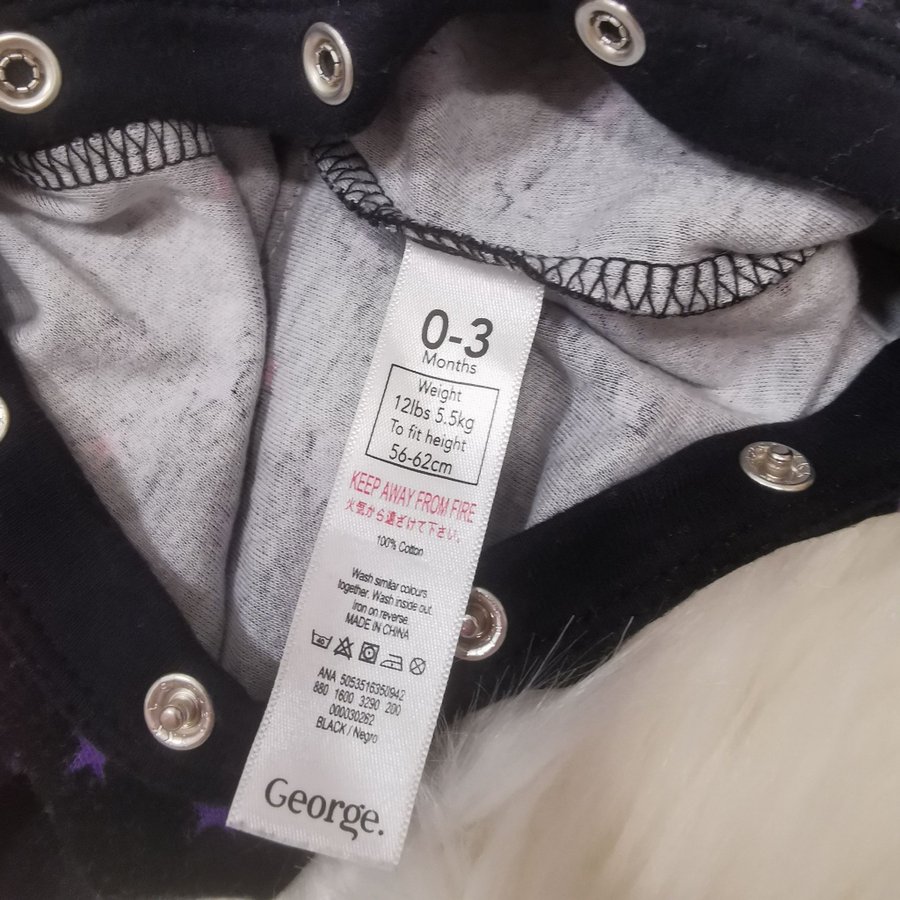 0-3
Months
Weight
12lbs 5.5kg
To fit height
56-62cm
KEEP AWAY FROM FIRE
火気から遠ざけて下さい。
100% Cotton
Wash similar colours
together. Wash inside out.
Iron on reverse.
MADE IN CHINA
40
ANA 5053516350942
880 1600 3290 200
000030262
BLACK / Negro
George.